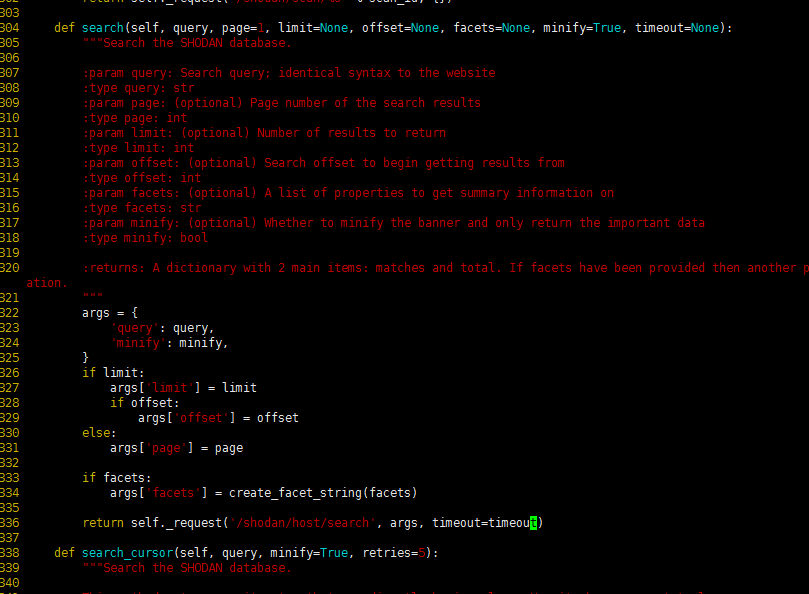 303
304     def search(self, query, page=1, limit=None, offset=None, facets=None, minify=True, timeout=None):
305         """Search the SHODAN database.
306
307         :param query: Search query; identical syntax to the website
308         :type query: str
309         :param page: (optional) Page number of the search results
310         :type page: int
311         :param limit: (optional) Number of results to return
312         :type limit: int
313         :param offset: (optional) Search offset to begin getting results from
314         :type offset: int
315         :param facets: (optional) A list of properties to get summary information on
316         :type facets: str
317         :param minify: (optional) Whether to minify the banner and only return the important data
318         :type minify: bool
319
320         :returns: A dictionary with 2 main items: matches and total. If facets have been provided then another p
ation.
321         """
322         args = {
323             'query': query,
324             'minify': minify,
325         }
326         if limit:
327             args['limit'] = limit
328             if offset:
329                 args['offset'] = offset
330         else:
331             args['page'] = page
332
333         if facets:
334             args['facets'] = create_facet_string(facets)
335
336         return self._request('/shodan/host/search', args, timeout=timeout)
337
338     def search_cursor(self, query, minify=True, retries=5):
339         """Search the SHODAN database.
340